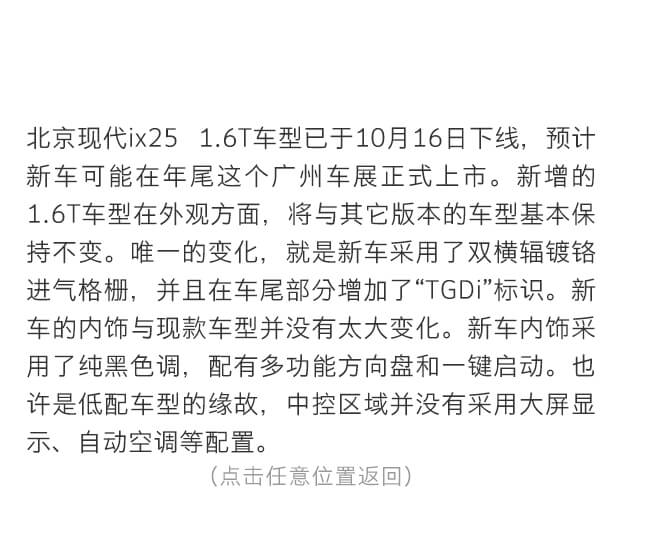 北京现代ix25 1.6T车型已于10月16日下线，预计
新车可能在年尾这个广州车展正式上市。新增的
1.6T车型在外观方面，将与其它版本的车型基本保
持不变。唯一的变化，就是新车采用了双横辐镀铬
进气格栅，并且在车尾部分增加了“TGDi”标识。新
车的内饰与现款车型并没有太大变化。新车内饰采
用了纯黑色调，配有多功能方向盘和一键启动。也
许是低配车型的缘故，中控区域并没有采用大屏显
示、自动空调等配置。
（点击任意位置返回）